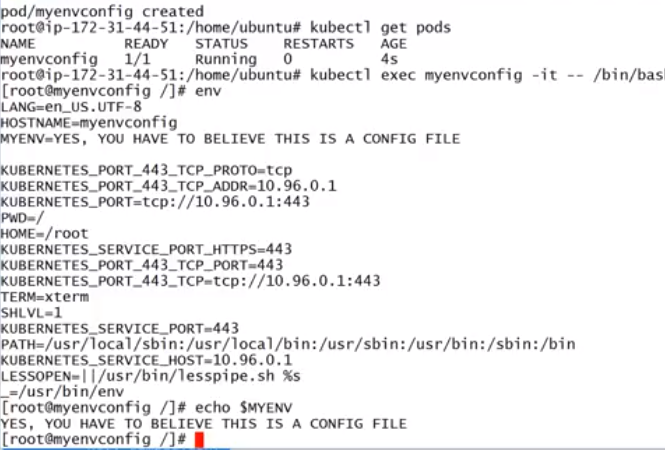 pod/myenvconfig created
root@ip-172-31-44-51:/home/ubuntu# kubectl get pods
NAME READY STATUS RESTARTS AGE
myenvconfig 1/1 Running 0 4s
root@ip-172-31-44-51:/home/ubuntu# kubectl exec myenvconfig -it -- /bin/bas
[root@myenvconfig /]# env
LANG=en_US.UTF-8
HOSTNAME=myenvconfig
MYENV=YES, YOU HAVE TO BELIEVE THIS IS A CONFIG FILE
KUBERNETES_PORT_443_TCP_PROTO=tcp
KUBERNETES_PORT_443_TCP_ADDR=10.96.0.1
KUBERNETES_PORT=tcp://10.96.0.1:443
PWD=/
HOME=/root
KUBERNETES_SERVICE_PORT_HTTPS=443
KUBERNETES_PORT_443_TCP_PORT=443
KUBERNETES_PORT_443_TCP=tcp://10.96.0.1:443
TERM=xterm
SHLVL=1
KUBERNETES_SERVICE_PORT=443
PATH=/usr/local/sbin:/usr/local/bin:/usr/sbin:/usr/bin:/sbin:/bin
KUBERNETES_SERVICE_HOST=10.96.0.1
LESSOPEN=||/usr/bin/lesspipe.sh %s
_=/usr/bin/env
[root@myenvconfig /]# echo $MYENV
YES, YOU HAVE TO BELIEVE THIS IS A CONFIG FILE
[root@myenvconfig /]#